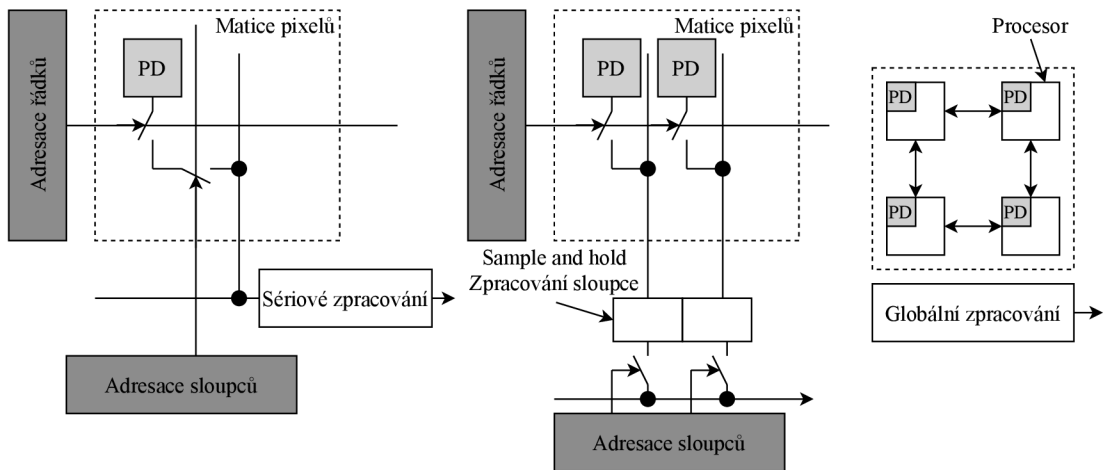 Matice pixelů
PD
Adresace řádků
Sériové zpracování
Adresace sloupců
Matice pixelů
PD
PD
Adresace řádků
Sample and hold
Zpracování sloupce
Adresace sloupců
Procesor
PD
PD
PD
PD
Globální zpracování